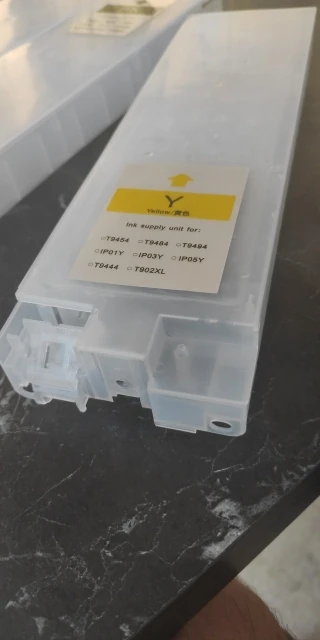 Y
Yellow/黄色
Ink supply unit for:
○T9454 ○T9484 ○T9494
○IP01Y ○IP03Y ○IP05Y
○T9444 ○T902XL